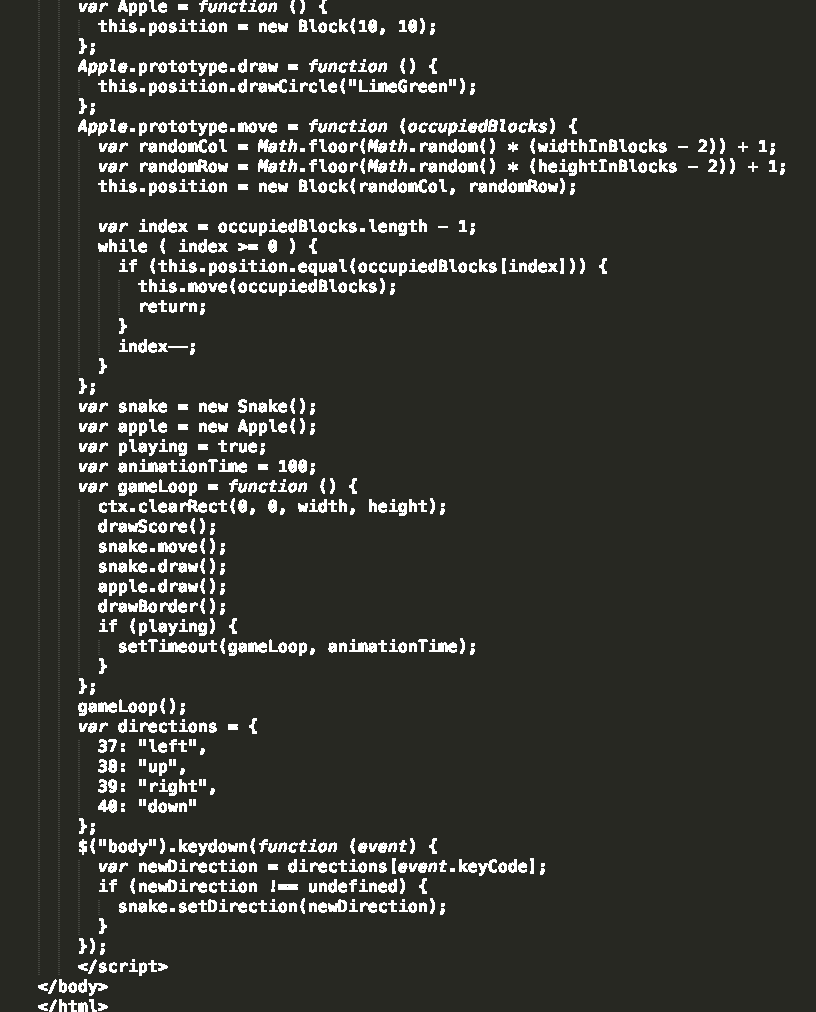 var Apple = function () {
this.position = new Block(10, 10);
};
Apple.prototype.draw = function () {
this.position.drawCircle("LimeGreen");
};
Apple.prototype.move = function (occupiedBlocks) {
var randomCol = Math.floor(Math.random() * (widthInBlocks - 2)) + 1;
var randomRow = Math.floor(Math.random() * (heightInBlocks - 2)) + 1;
this.position = new Block(randomCol, randomRow);
var index = occupiedBlocks.length - 1;
while ( index >= 0 ) {
if (this.position.equal(occupiedBlocks[index])) {
this.move(occupiedBlocks);
return;
}
index--;
}
};
var snake = new Snake();
var apple = new Apple();
var playing = true;
var animationTime = 100;
var gameLoop = function () {
ctx.clearRect(0, 0, width, height);
drawScore();
snake.move();
snake.draw();
apple.draw();
drawBorder();
if (playing) {
setTimeout(gameLoop, animationTime);
}
};
gameLoop();
var directions = {
37: "left",
38: "up",
39: "right",
40: "down"
};
$("body").keydown(function (event) {
var newDirection = directions[event.keyCode];
if (newDirection !== undefined) {
snake.setDirection(newDirection);
}
});
</script>
</body>
</html>